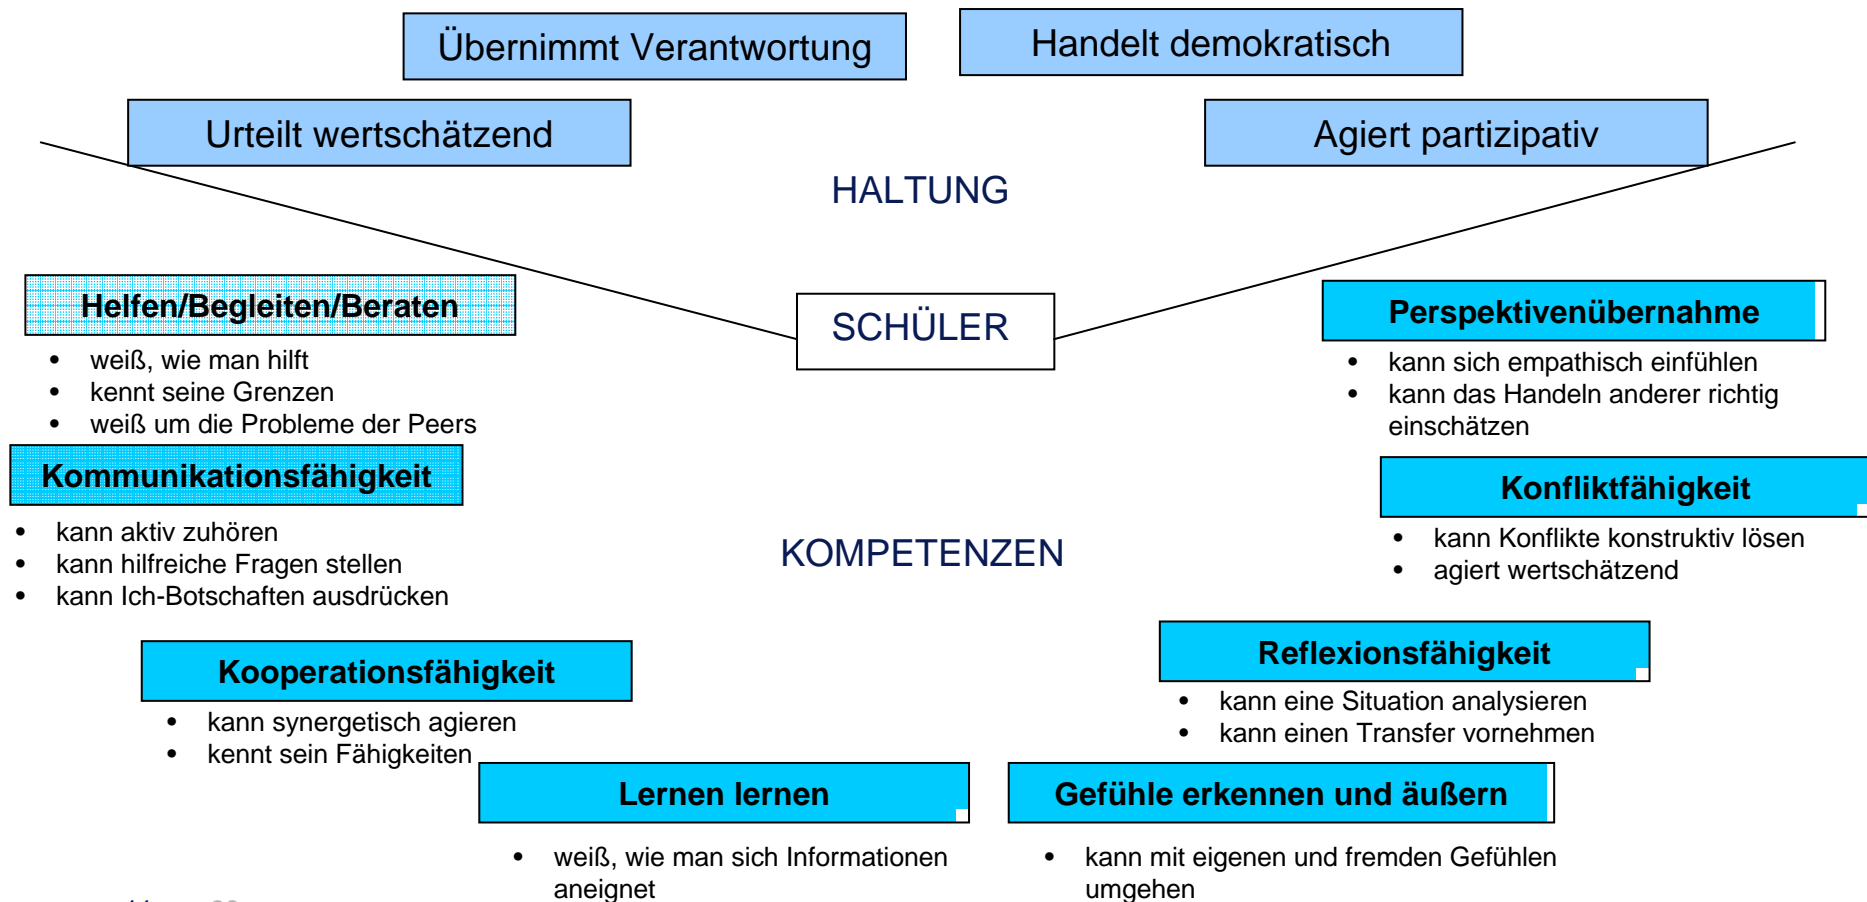 Übernimmt Verantwortung
Handelt demokratisch
Urteilt wertschätzend
Agiert partizipativ
HALTUNG
SCHÜLER
Helfen/Begleiten/Beraten
• weiß, wie man hilft
• kennt seine Grenzen
• weiß um die Probleme der Peers
Perspektivenübernahme
• kann sich empathisch einfühlen
• kann das Handeln anderer richtig
einschätzen
Kommunikationsfähigkeit
• kann aktiv zuhören
• kann hilfreiche Fragen stellen
• kann Ich-Botschaften ausdrücken
Konfliktfähigkeit
• kann Konflikte konstruktiv lösen
• agiert wertschätzend
KOMPETENZEN
Kooperationsfähigkeit
• kann synergetisch agieren
• kennt sein Fähigkeiten
Reflexionsfähigkeit
• kann eine Situation analysieren
• kann einen Transfer vornehmen
Lernen lernen
• weiß, wie man sich Informationen
aneignet
Gefühle erkennen und äußern
• kann mit eigenen und fremden Gefühlen
umgehen